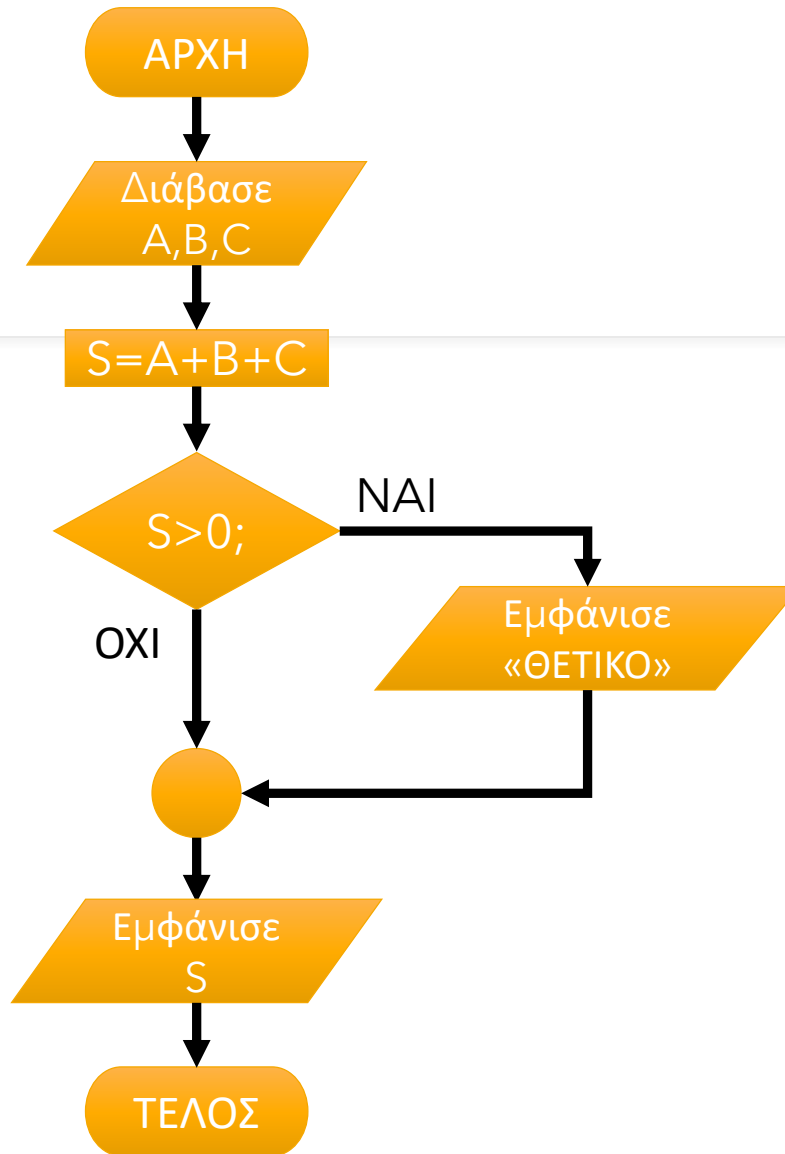 ΑΡΧΗ
Διάβασε
A,B,C
S=A+B+C
S>0;
ΝΑΙ
Εμφάνισε
«ΘΕΤΙΚΟ»
ΟΧΙ
Εμφάνισε
S
ΤΕΛΟΣ